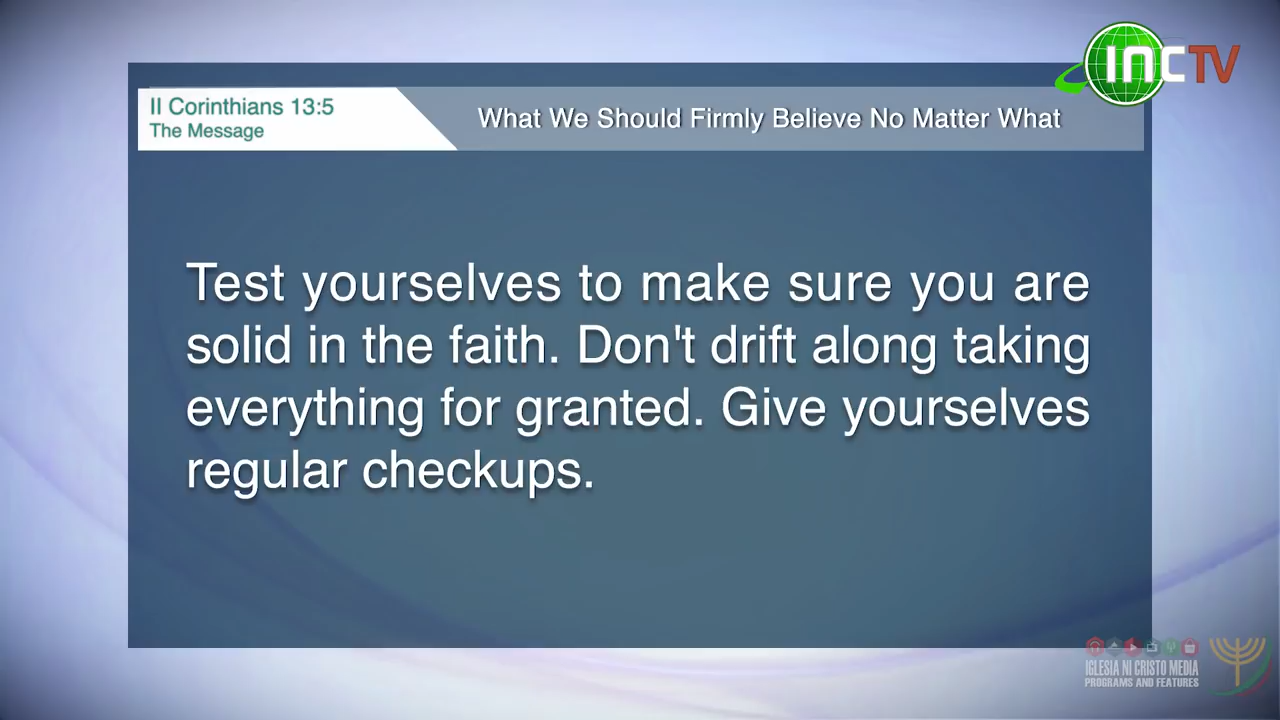 INCTV
II Corinthians 13:5
The Message
What We Should Firmly Believe No Matter What
Test yourselves to make sure you are
solid in the faith. Don't drift along taking
everything for granted. Give yourselves
regular checkups.
IGLESIA NI CRISTO MEDIA
PROGRAMS AND FEATURES